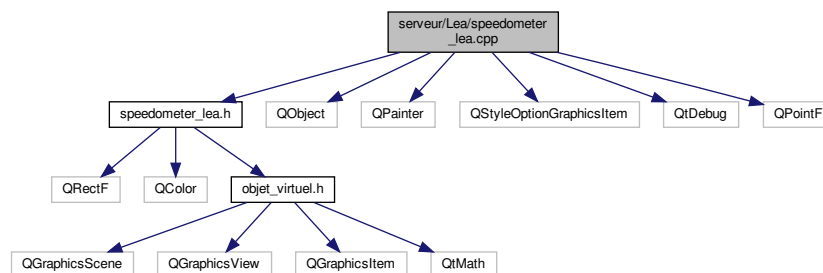 serveur/Lea/speedometer
_lea.cpp
speedometer_lea.h
QObject
QPainter
QStyleOptionGraphicsItem
QtDebug
QPointF
QRectF
QColor
objet_virtuel.h
QGraphicsScene
QGraphicsView
QGraphicsItem
QtMath